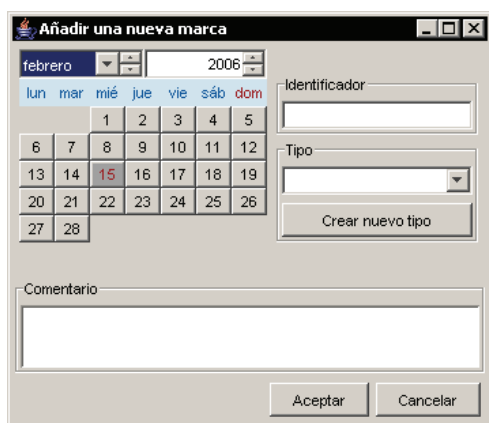 Añadir una nueva marca
febrero 2006
lun mar mié jue vie sáb dom
1 2 3 4 5
6 7 8 9 10 11 12
13 14 15 16 17 18 19
20 21 22 23 24 25 26
27 28
Identificador
Tipo
Crear nuevo tipo
Comentario
Aceptar Cancelar